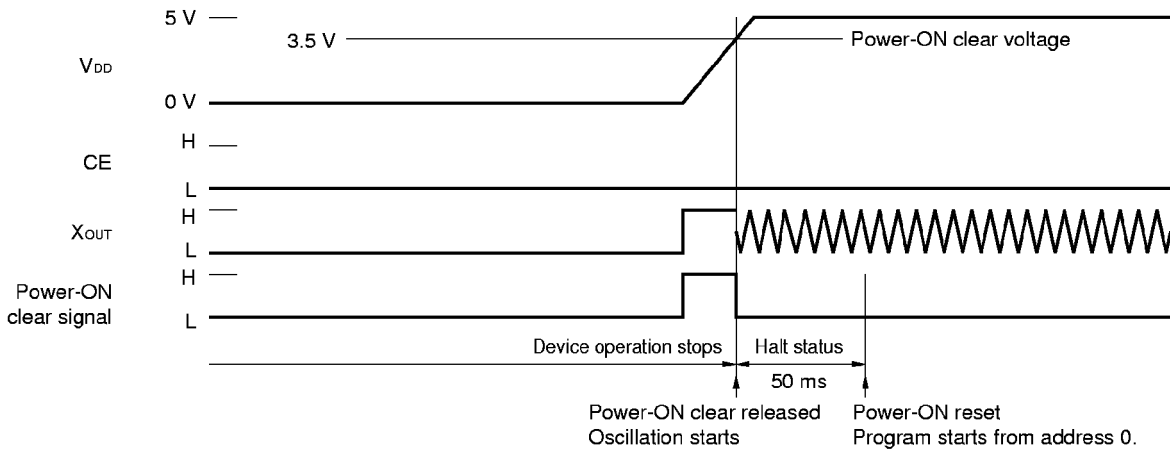 5 V
3.5 V
Power-ON clear voltage
VDD
0 V
H
CE
L
H
XOUT
L
H
Power-ON
clear signal
L
Device operation stops
Halt status
50 ms
Power-ON clear released
Oscillation starts
Power-ON reset
Program starts from address 0.